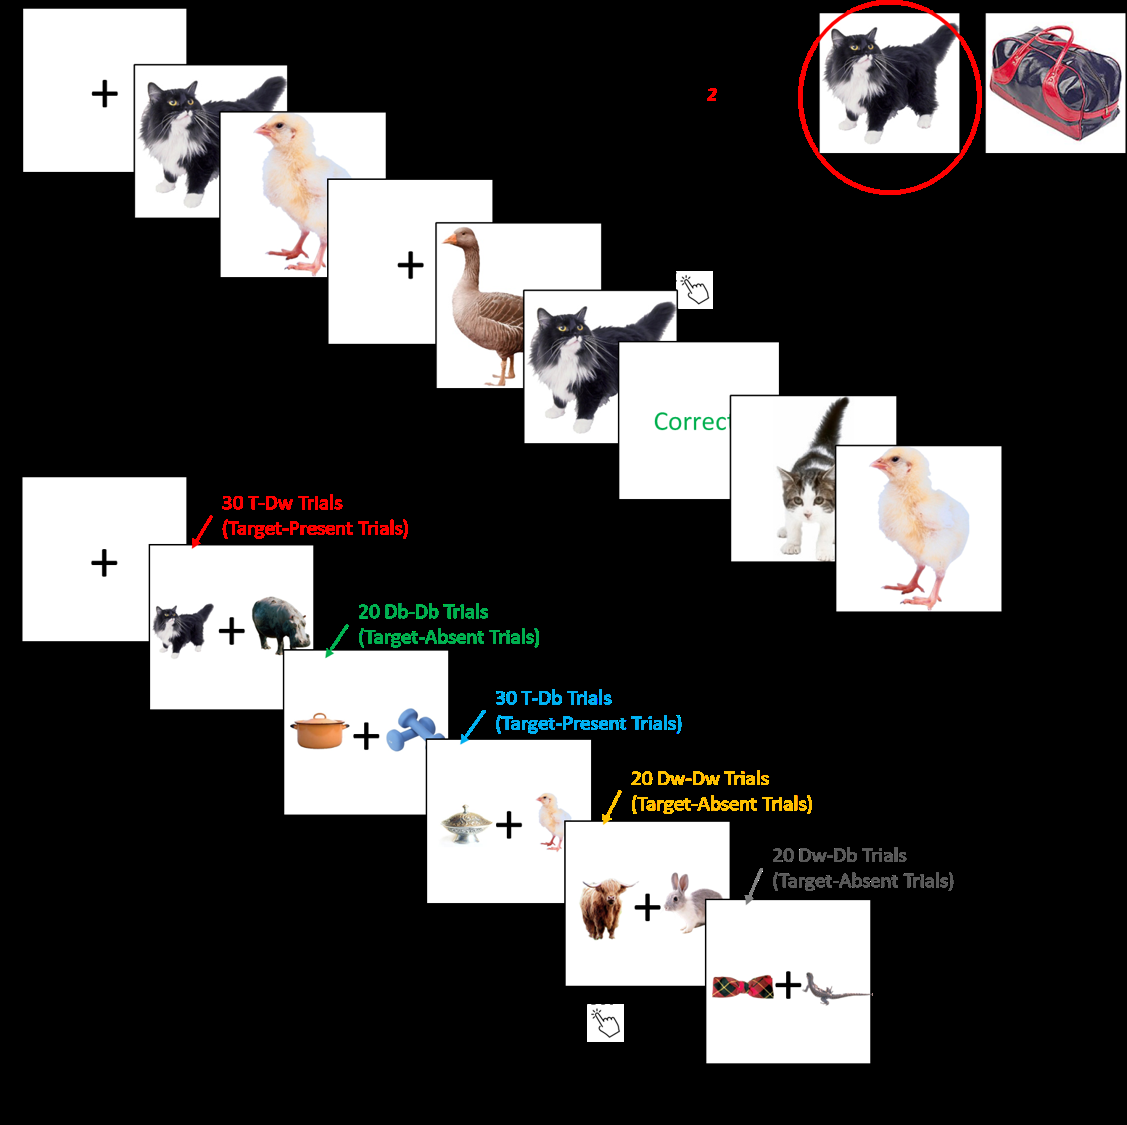 2
Correct
30 T-Dw Trials
(Target-Present Trials)
20 Db-Db Trials
(Target-Absent Trials)
30 T-Db Trials
(Target-Present Trials)
20 Dw-Dw Trials
(Target-Absent Trials)
20 Dw-Db Trials
(Target-Absent Trials)